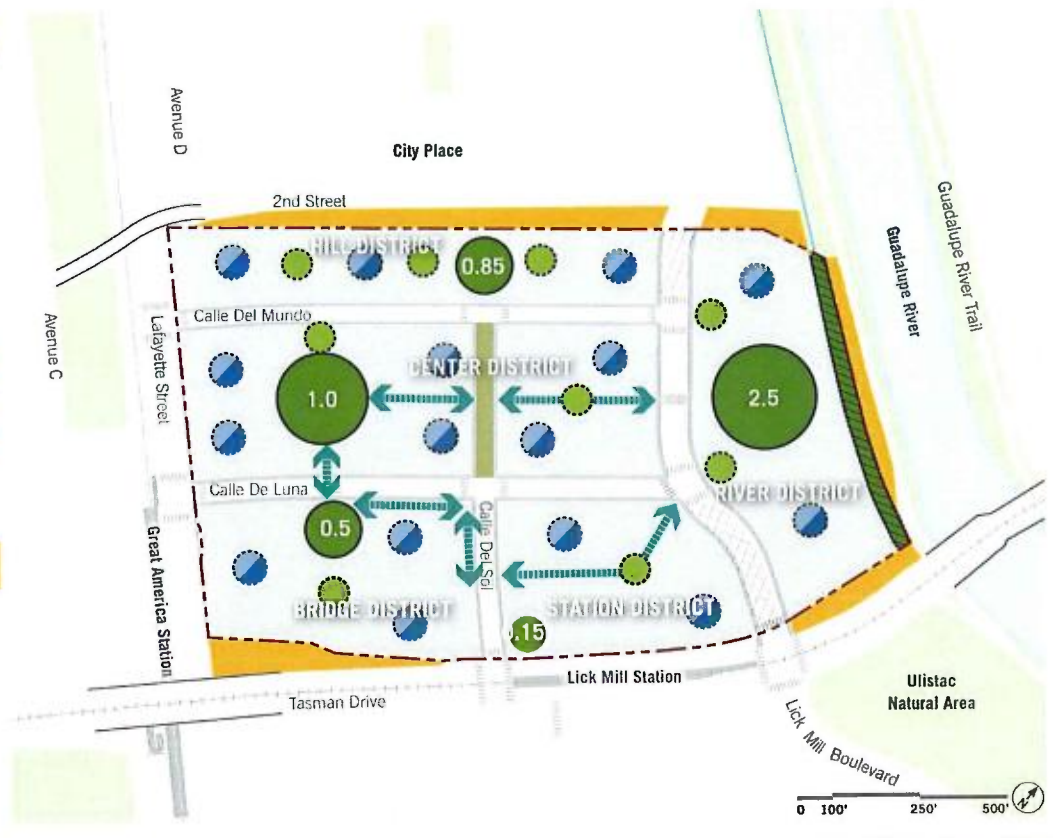 Avenue D
City Place
2nd Street
HILL DISTRICT
0.85
Guadalupe River Trail
Guadalupe River
Calle Del Mundo
Avenue C
Lafayette Street
CENTER DISTRICT
1.0
2.5
Calle De Luna
RIVER DISTRICT
0.5
Calle Del Sol
Great America Station
BRIDGE DISTRICT
STATION DISTRICT
.15
Lick Mill Station
Ulistac
Natural Area
Tasman Drive
Lick Mill Boulevard
0 100' 250' 500'
N